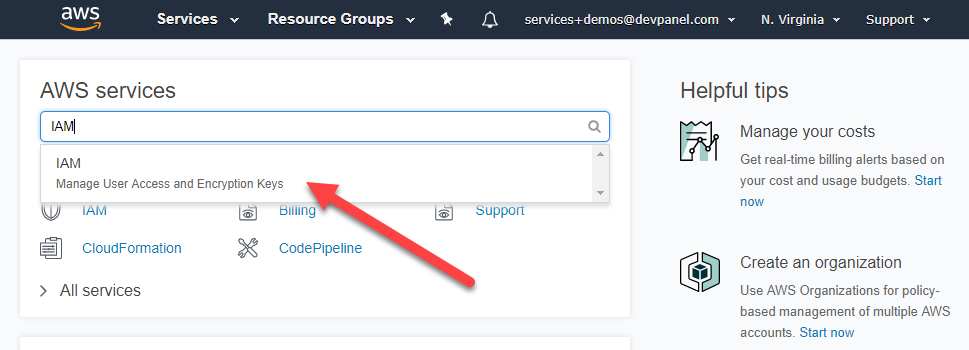 aws
Services Resource Groups services+demos@devpanel.com N. Virginia Support
AWS services
IAM
IAM
Manage User Access and Encryption Keys
IAM Billing Support
CloudFormation CodePipeline
All services
Helpful tips
Manage your costs
Get real-time billing alerts based on
your cost and usage budgets. Start
now
Create an organization
Use AWS Organizations for policy-
based management of multiple AWS
accounts. Start now